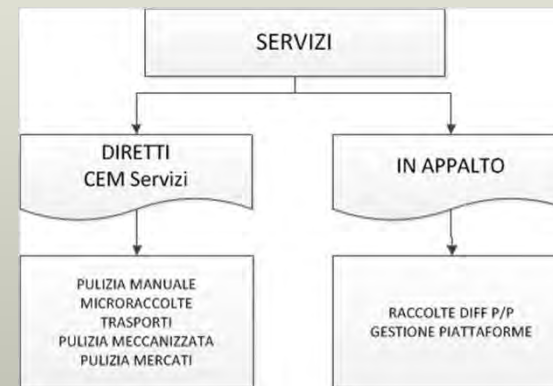 SERVIZI
DIRETTI
CEM Servizi
IN APPALTO
PULIZIA MANUALE
MICRORACCOLTE
TRASPORTI
PULIZIA MECCANIZZATA
PULIZIA MERCATI
RACCOLTE DIFF P/P
GESTIONE PIATTAFORME